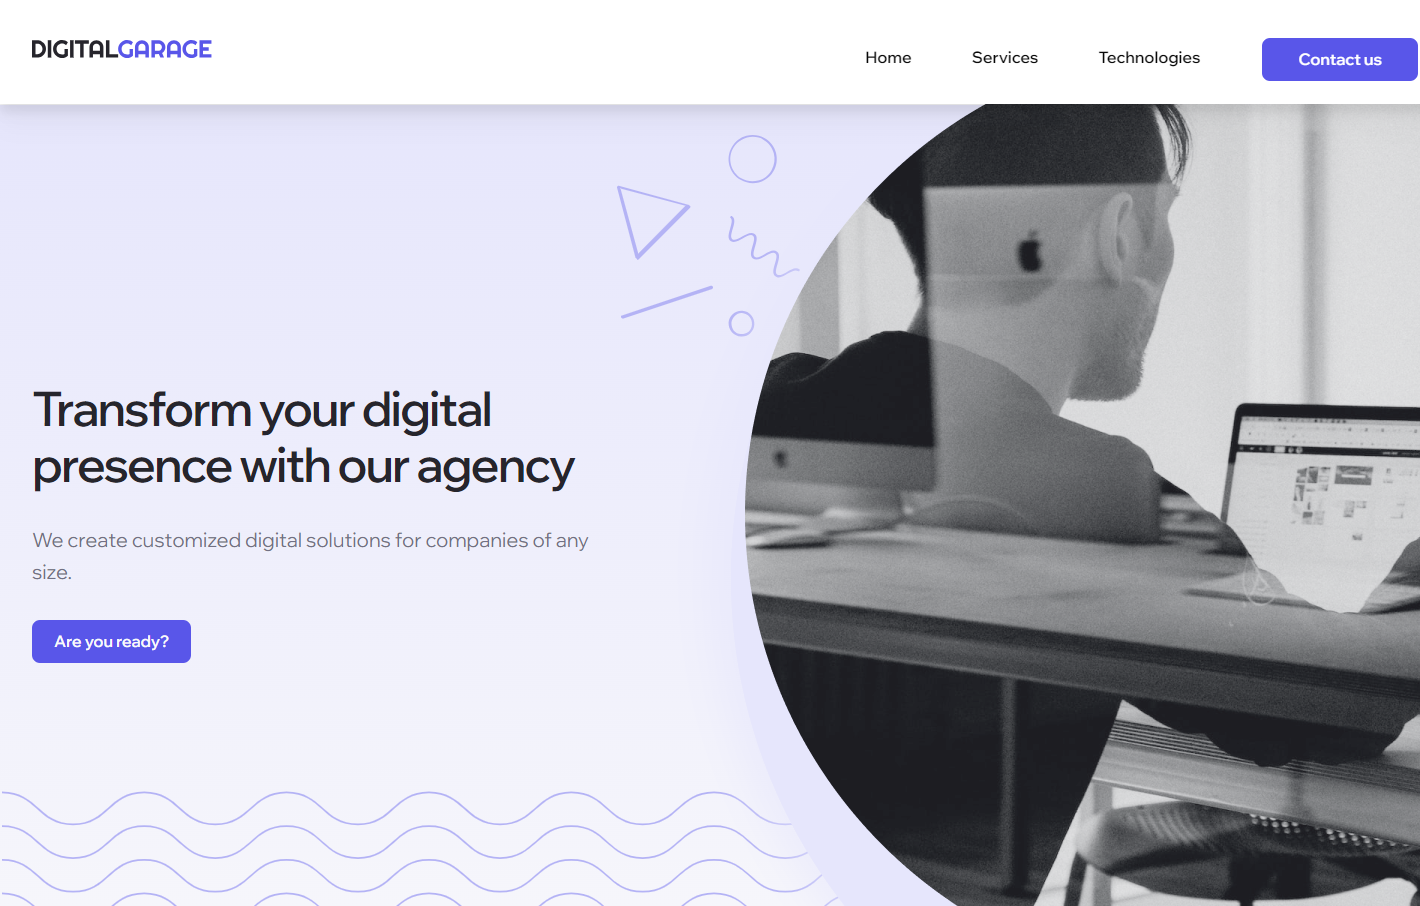 DIGITALGARAGE
Home
Services
Technologies
Contact us
Transform your digital
presence with our agency
We create customized digital solutions for companies of any
size.
Are you ready?